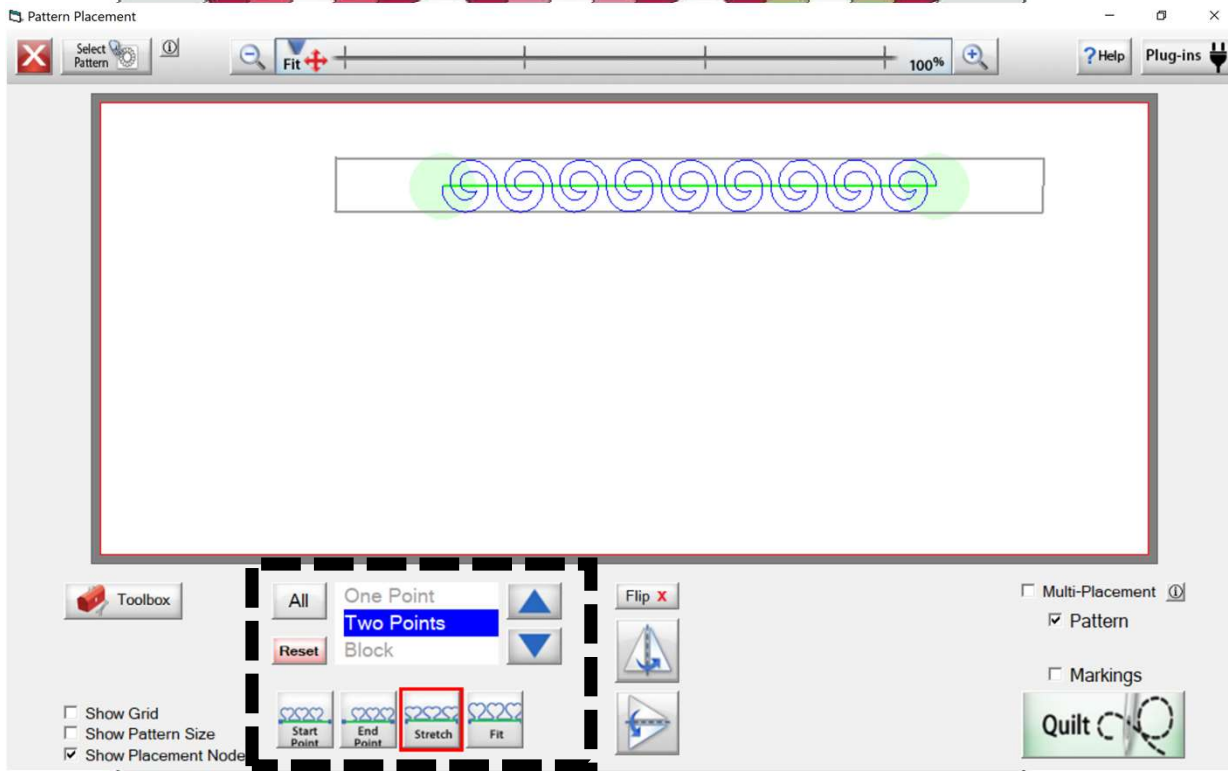 Pattern Placement
Select
Pattern
Fit
100%
?Help
Plug-ins
Toolbox
All
One Point
Two Points
Block
Reset
Flip X
Multi-Placement
Pattern
Markings
Show Grid
Show Pattern Size
Show Placement Node
Start
Point
End
Point
Stretch
Fit
Quilt